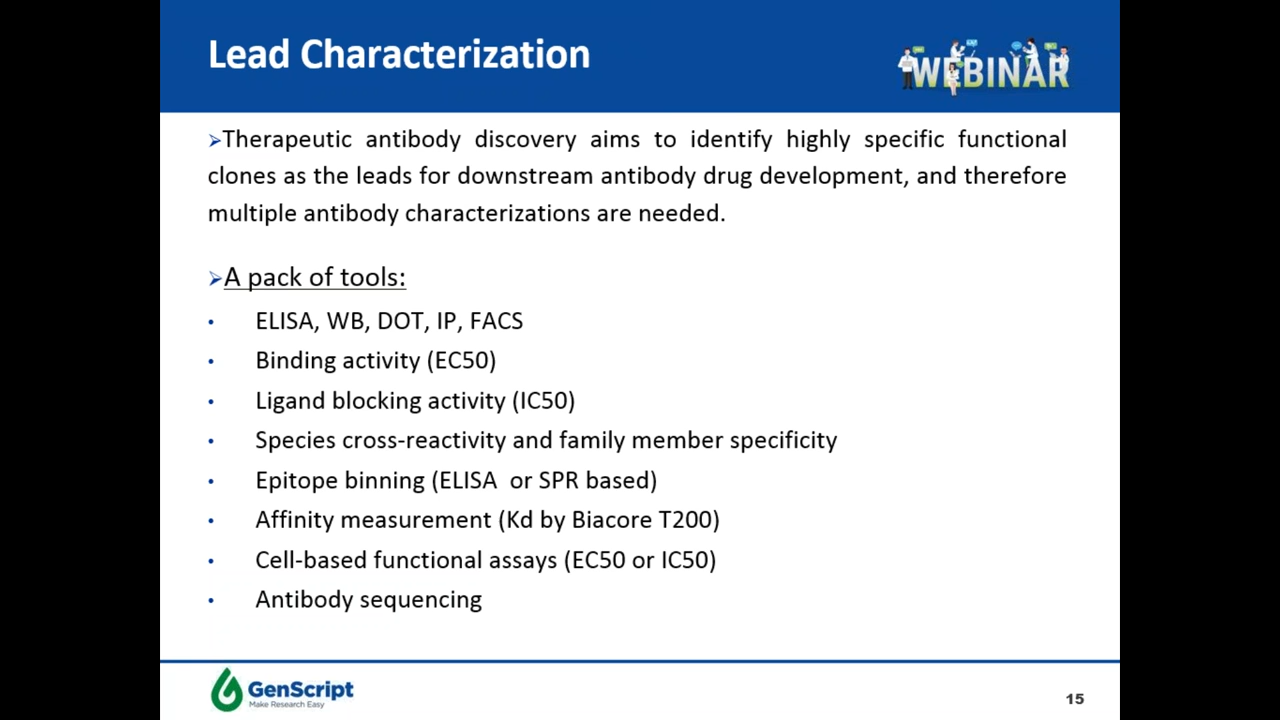 Lead Characterization
WEBINAR
➢Therapeutic antibody discovery aims to identify highly specific functional
clones as the leads for downstream antibody drug development, and therefore
multiple antibody characterizations are needed.
➢A pack of tools:
• ELISA, WB, DOT, IP, FACS
• Binding activity (EC50)
• Ligand blocking activity (IC50)
• Species cross-reactivity and family member specificity
• Epitope binning (ELISA  or SPR based)
• Affinity measurement (Kd by Biacore T200)
• Cell-based functional assays (EC50 or IC50)
• Antibody sequencing
GenScript
Make Research Easy
15